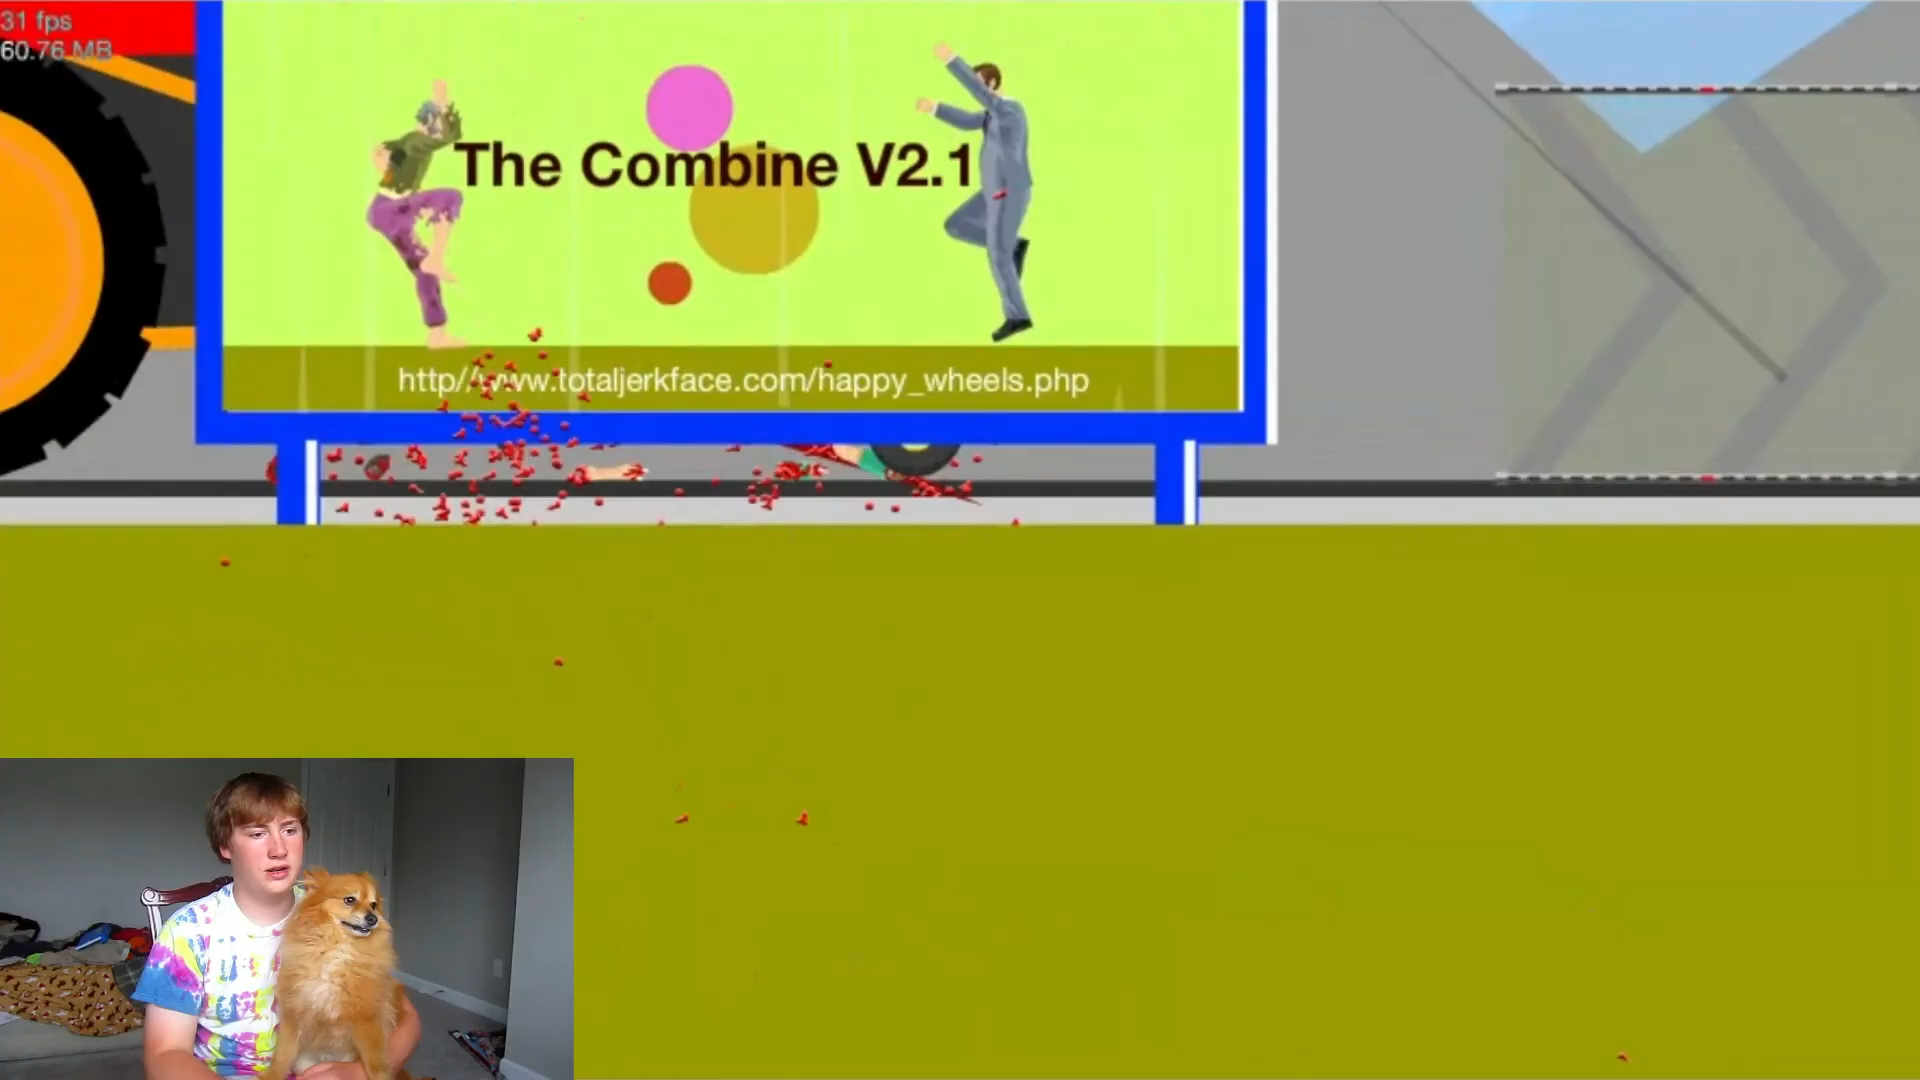 31 fps
60.76 MB
The Combine V2.1
http//www.totaljerkface.com/happy_wheels.php